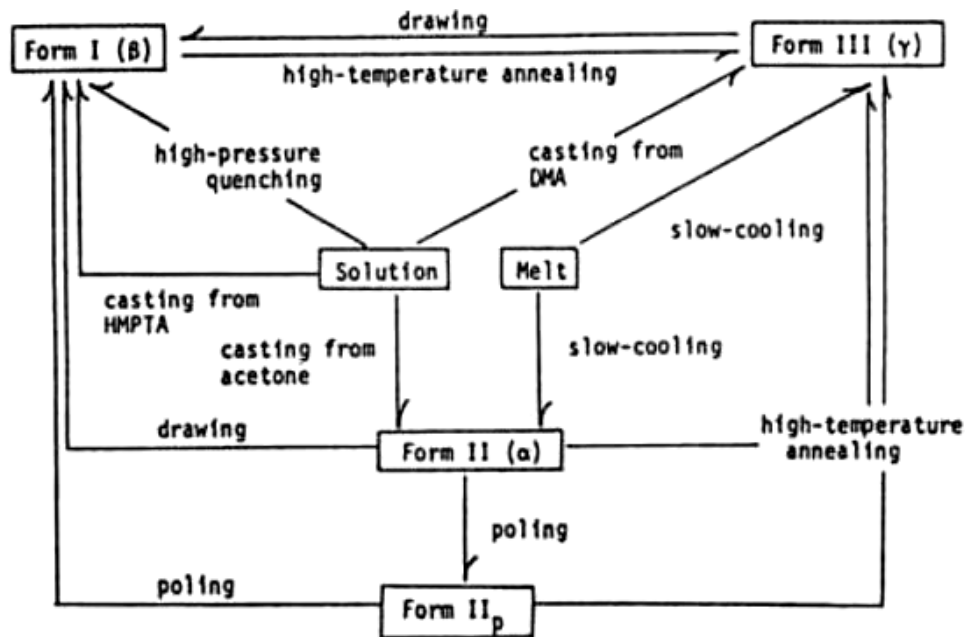 drawing
Form I (β)
Form III (γ)
high-temperature annealing
high-pressure
quenching
casting from
DMA
slow-cooling
Solution
Melt
casting from
HMPTA
casting from
acetone
slow-cooling
drawing
Form II (α)
high-temperature
annealing
poling
poling
Form IIp